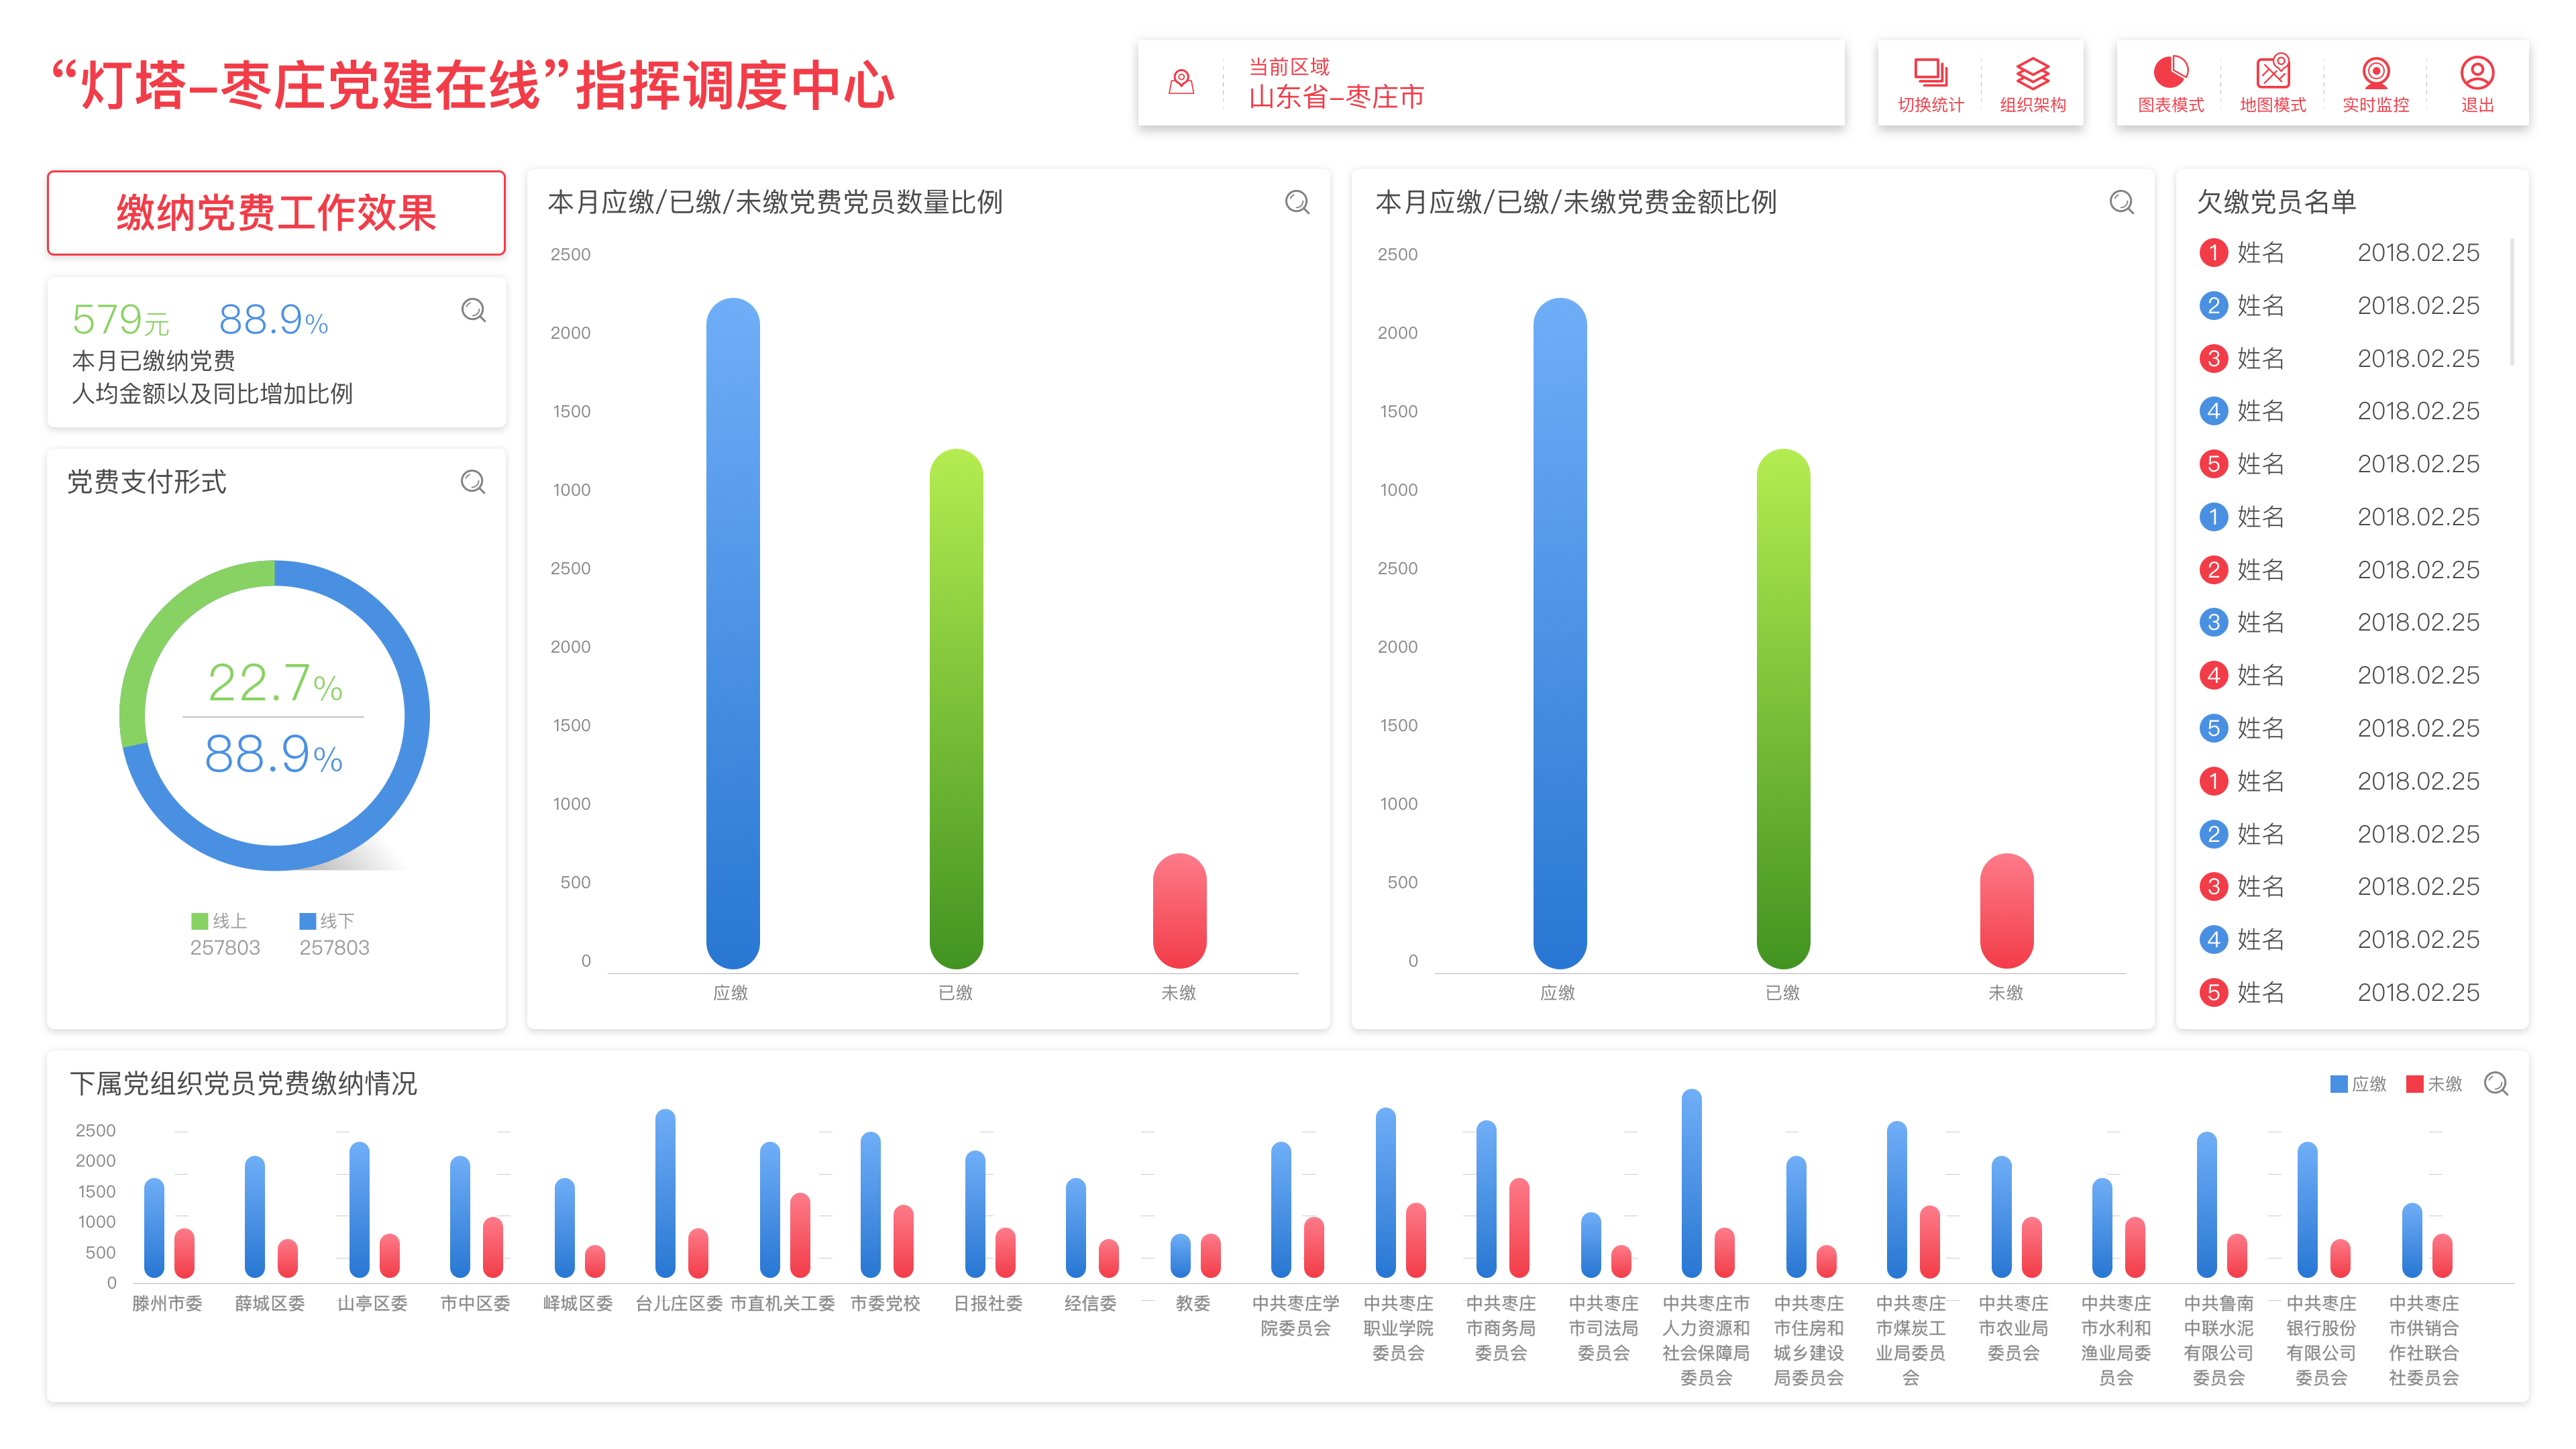 “灯塔–枣庄党建在线”指挥调度中心
当前区域
山东省–枣庄市
切换统计
组织架构
图表模式
地图模式
实时监控
退出
缴纳党费工作效果
579元 88.9%
本月已缴纳党费
人均金额以及同比增加比例
党费支付形式
22.7%
88.9%
线上 线下
257803 257803
本月应缴/已缴/未缴党费党员数量比例
2500
2000
1500
1000
2500
2000
1500
1000
500
0
应缴 已缴 未缴
本月应缴/已缴/未缴党费金额比例
2500
2000
1500
1000
2500
2000
1500
1000
500
0
应缴 已缴 未缴
欠缴党员名单
1 姓名 2018.02.25
2 姓名 2018.02.25
3 姓名 2018.02.25
4 姓名 2018.02.25
5 姓名 2018.02.25
1 姓名 2018.02.25
2 姓名 2018.02.25
3 姓名 2018.02.25
4 姓名 2018.02.25
5 姓名 2018.02.25
1 姓名 2018.02.25
2 姓名 2018.02.25
3 姓名 2018.02.25
4 姓名 2018.02.25
5 姓名 2018.02.25
下属党组织党员党费缴纳情况
应缴 未缴
2500
2000
1500
1000
500
0
滕州市委
薛城区委
山亭区委
市中区委
峄城区委
台儿庄区委
市直机关工委
市委党校
日报社委
经信委
教委
中共枣庄学
院委员会
中共枣庄
职业学院
委员会
中共枣庄
市商务局
委员会
中共枣庄
市司法局
委员会
中共枣庄市
人力资源和
社会保障局
委员会
中共枣庄
市住房和
城乡建设
局委员会
中共枣庄
市煤炭工
业局委员
会
中共枣庄
市农业局
委员会
中共枣庄
市水利和
渔业局委
员会
中共鲁南
中联水泥
有限公司
委员会
中共枣庄
银行股份
有限公司
委员会
中共枣庄
市供销合
作社联合
社委员会